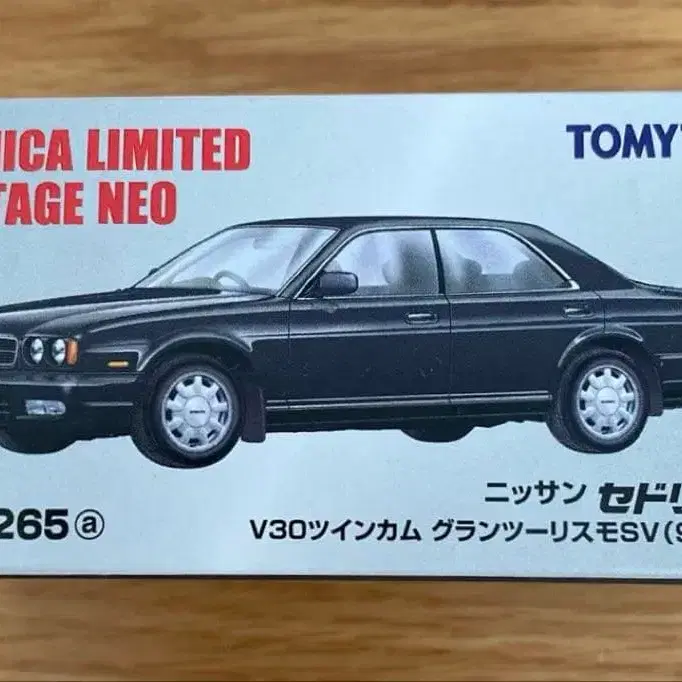 ICA LIMITED
TAGE NEO
TOMY
265ⓐ
ニッサン セド
V30ツインカム グランツーリスモSV(9